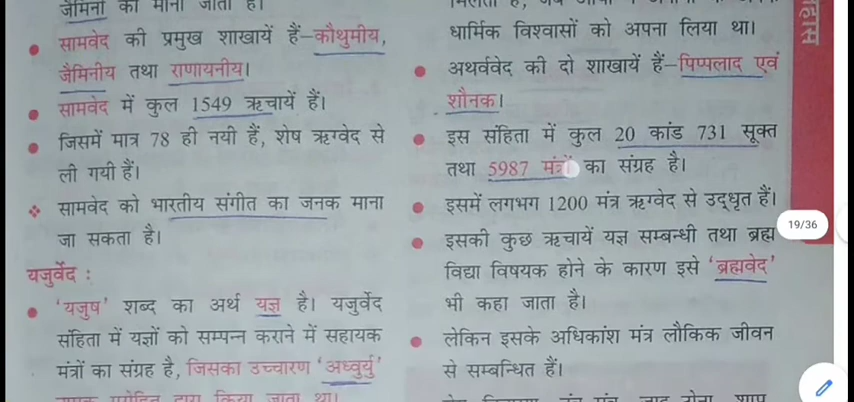 जैमिनी को माना जाता है।
सामवेद की प्रमुख शाखायें हैं–कौथुमीय,
जैमिनीय तथा राणायनीय।
सामवेद में कुल 1549 ऋचायें हैं।
जिसमें मात्र 78 ही नयी हैं, शेष ऋग्वेद से
ली गयी हैं।
सामवेद को भारतीय संगीत का जनक माना
जा सकता है।
यजुर्वेद :
'यजुष' शब्द का अर्थ यज्ञ है। यजुर्वेद
संहिता में यज्ञों को सम्पन्न कराने में सहायक
मंत्रों का संग्रह है, जिसका उच्चारण 'अध्वुर्यु'
धार्मिक विश्वासों को अपना लिया था।
अथर्ववेद की दो शाखायें हैं–पिप्पलाद एवं
शौनक।
इस संहिता में कुल 20 कांड 731 सूक्त
तथा 5987 मंत्रों का संग्रह है।
इसमें लगभग 1200 मंत्र ऋग्वेद से उद्धृत हैं।
इसकी कुछ ऋचायें यज्ञ सम्बन्धी तथा ब्रह्म
विद्या विषयक होने के कारण इसे 'ब्रह्मवेद'
भी कहा जाता है।
लेकिन इसके अधिकांश मंत्र लौकिक जीवन
से सम्बन्धित हैं।
19/36